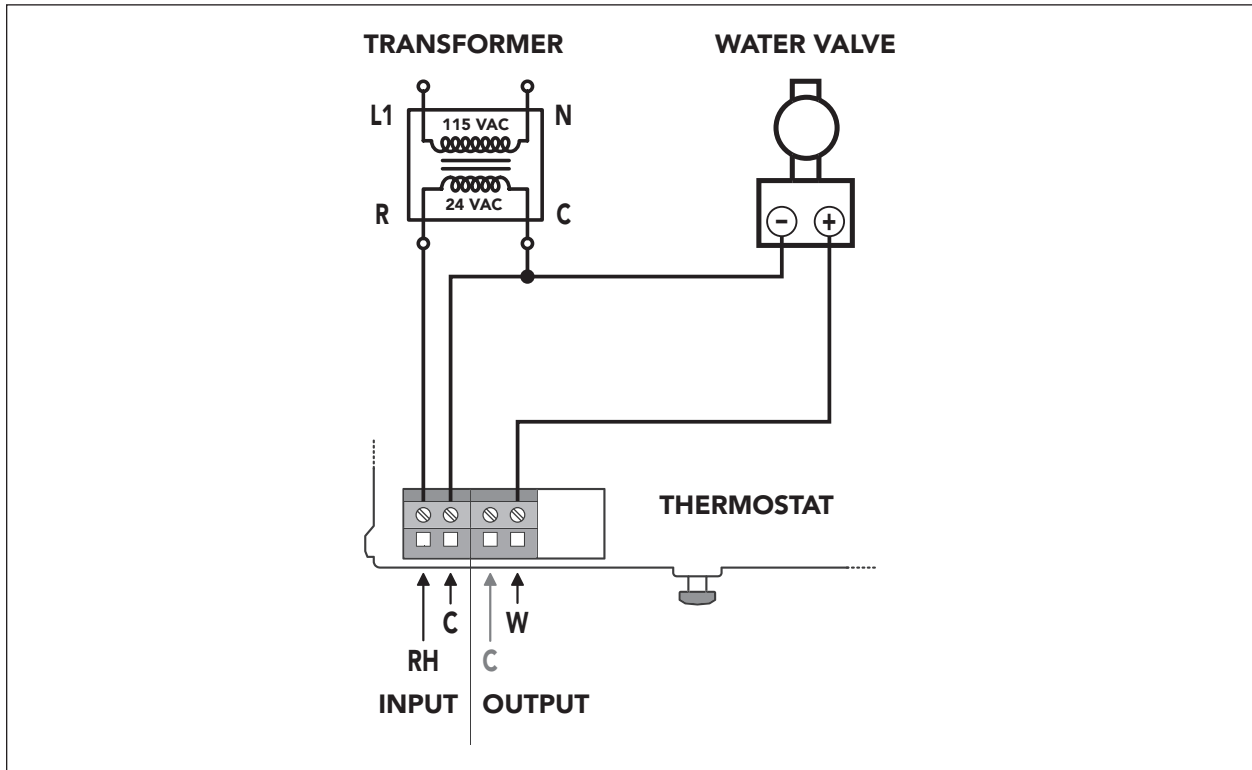 TRANSFORMER
WATER VALVE
L1
115 VAC
N
R
24 VAC
C
- +
THERMOSTAT
C
W
RH
C
INPUT
OUTPUT